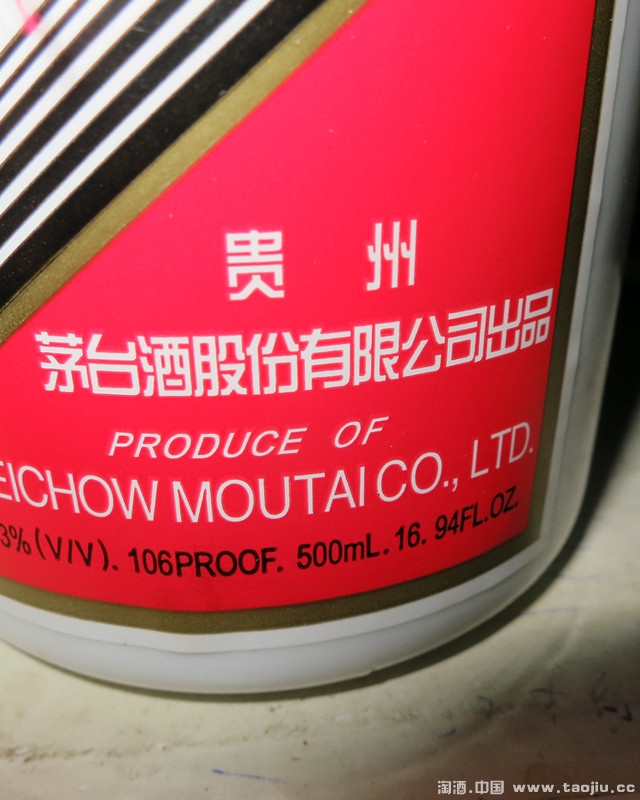 贵州
茅台酒股份有限公司出品
PRODUCE OF
EICHOW MOUTAI CO., LTD.
3% (V/V). 106PROOF. 500mL. 16. 94FL.OZ.
淘酒.中国 www.taojiu.cc